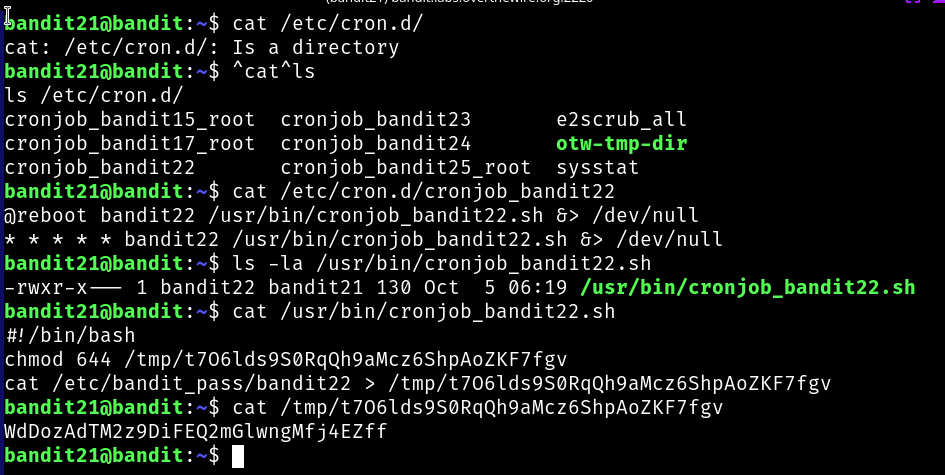 bandit21@bandit:~$ cat /etc/cron.d/
cat: /etc/cron.d/: Is a directory
bandit21@bandit:~$ ^cat^ls
ls /etc/cron.d/
cronjob_bandit15_root  cronjob_bandit23       e2scrub_all
cronjob_bandit17_root  cronjob_bandit24       otw-tmp-dir
cronjob_bandit22       cronjob_bandit25_root  sysstat
bandit21@bandit:~$ cat /etc/cron.d/cronjob_bandit22
@reboot bandit22 /usr/bin/cronjob_bandit22.sh &> /dev/null
* * * * * bandit22 /usr/bin/cronjob_bandit22.sh &> /dev/null
bandit21@bandit:~$ ls -la /usr/bin/cronjob_bandit22.sh
-rwxr-x--- 1 bandit22 bandit21 130 Oct  5 06:19 /usr/bin/cronjob_bandit22.sh
bandit21@bandit:~$ cat /usr/bin/cronjob_bandit22.sh
#!/bin/bash
chmod 644 /tmp/t7O6lds9S0RqQh9aMcz6ShpAoZKF7fgv
cat /etc/bandit_pass/bandit22 > /tmp/t7O6lds9S0RqQh9aMcz6ShpAoZKF7fgv
bandit21@bandit:~$ cat /tmp/t7O6lds9S0RqQh9aMcz6ShpAoZKF7fgv
WdDozAdTM2z9DiFEQ2mGlwngMfj4EZff
bandit21@bandit:~$